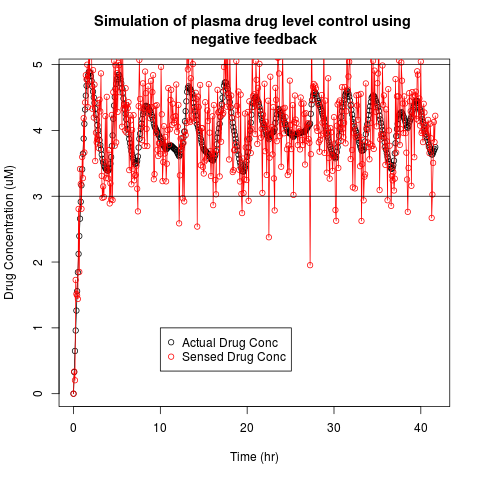 Simulation of plasma drug level control using
negative feedback
Drug Concentration (uM)
5
4
3
2
1
0
Actual Drug Conc
Sensed Drug Conc
0 10 20 30 40
Time (hr)